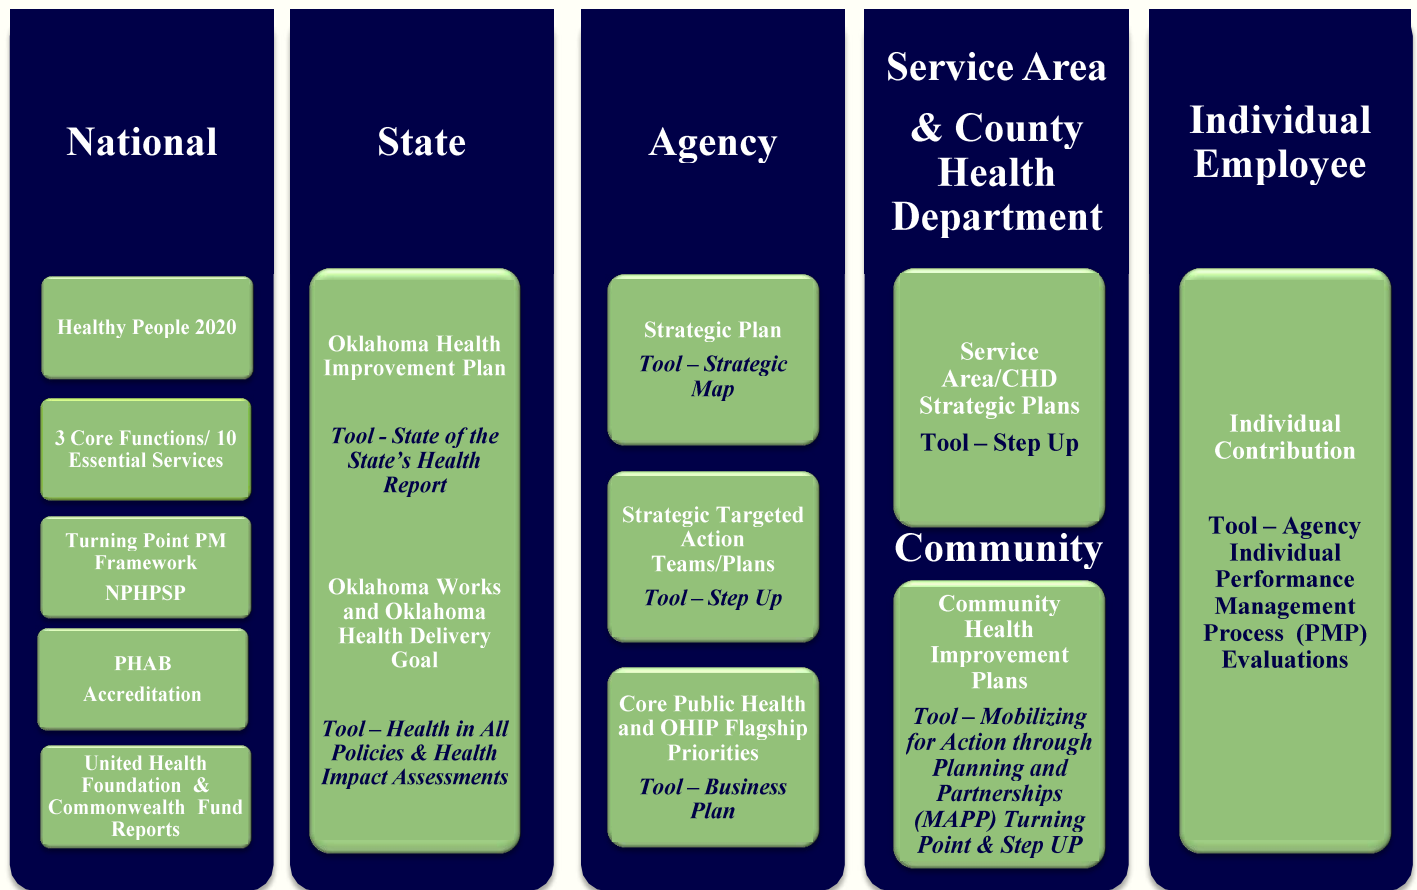 National
Healthy People 2020
3 Core Functions/ 10
Essential Services
Turning Point PM
Framework
NPHPSP
PHAB
Accreditation
United Health
Foundation &
Commonwealth Fund
Reports
State
Oklahoma Health
Improvement Plan
Tool - State of the
State’s Health
Report
Oklahoma Works
and Oklahoma
Health Delivery
Goal
Tool – Health in All
Policies & Health
Impact Assessments
Agency
Strategic Plan
Tool – Strategic
Map
Strategic Targeted
Action
Teams/Plans
Tool – Step Up
Core Public Health
and OHIP Flagship
Priorities
Tool – Business
Plan
Service Area
& County
Health
Department
Service
Area/CHD
Strategic Plans
Tool – Step Up
Community
Community
Health
Improvement
Plans
Tool – Mobilizing
for Action through
Planning and
Partnerships
(MAPP) Turning
Point & Step UP
Individual
Employee
Individual
Contribution
Tool – Agency
Individual
Performance
Management
Process (PMP)
Evaluations